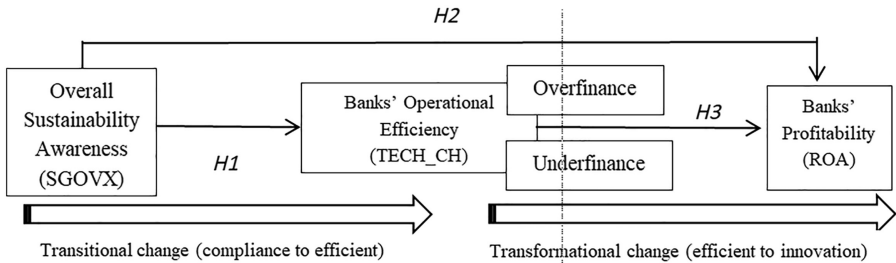 H2
Overall
Sustainability
Awareness
(SGOVX)
H1
Banks' Operational
Efficiency
(TECH_CH)
Overfinance
Underfinance
H3
Banks'
Profitability
(ROA)
Transitional change (compliance to efficient)
Transformational change (efficient to innovation)